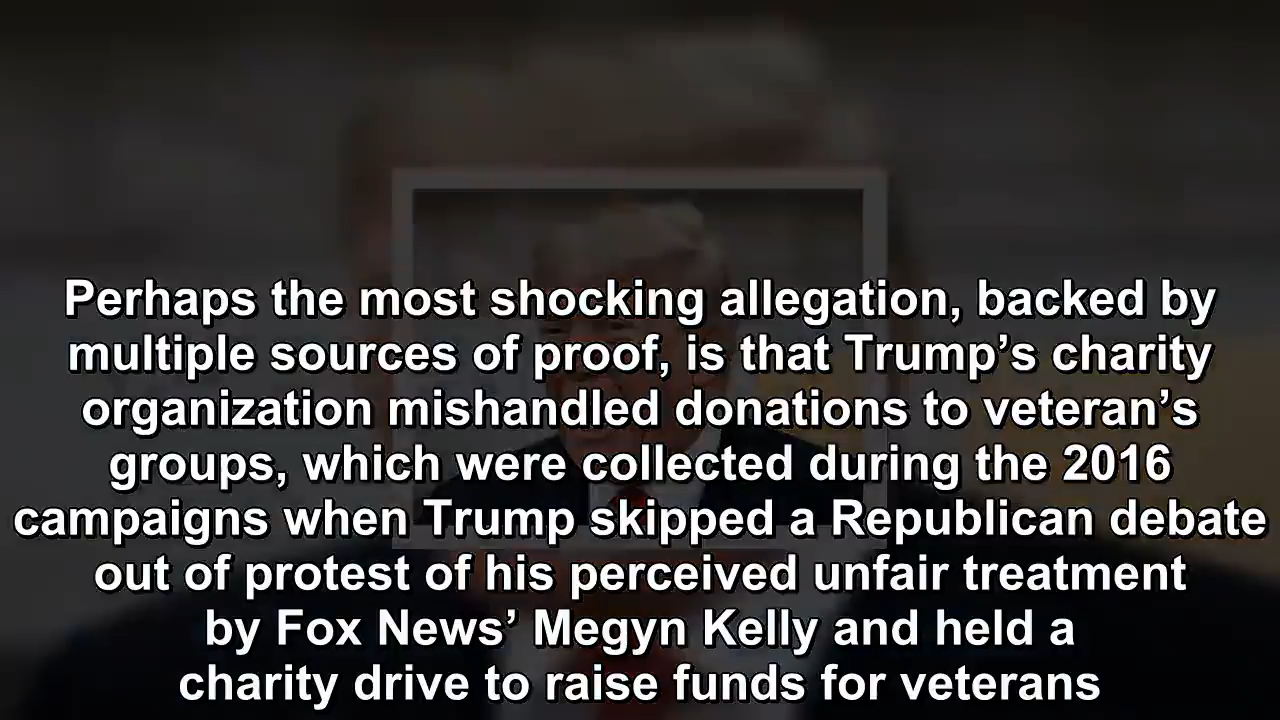 Perhaps the most shocking allegation, backed by
multiple sources of proof, is that Trump’s charity
organization mishandled donations to veteran’s
groups, which were collected during the 2016
campaigns when Trump skipped a Republican debate
out of protest of his perceived unfair treatment
by Fox News’ Megyn Kelly and held a
charity drive to raise funds for veterans